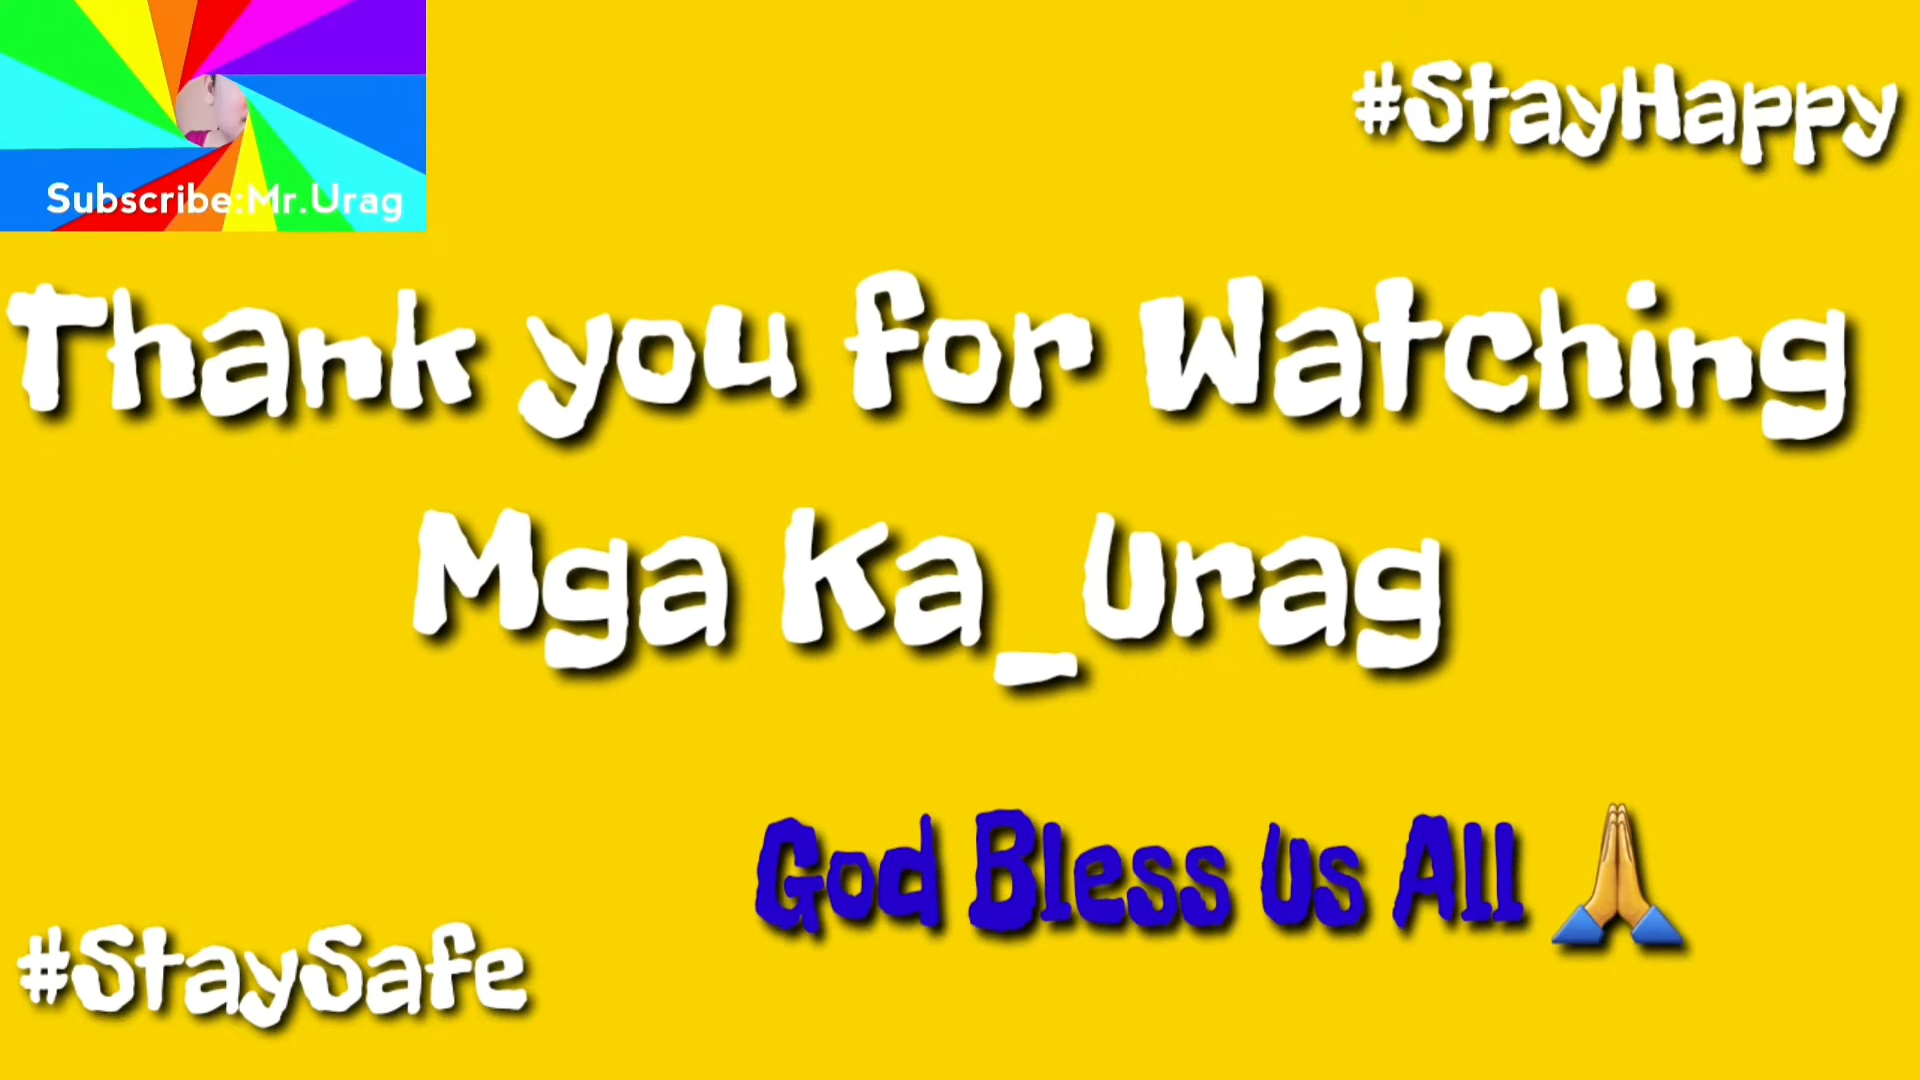 #StayHappy
Subscribe:Mr.Urag
Thank you for Watching
Mga Ka_Urag
God Bless Us All 🙏
#StaySafe